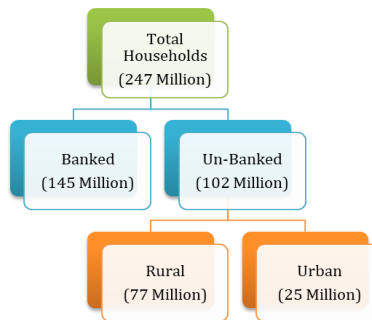 Total
Households
(247 Million)
Banked
(145 Million)
Un-Banked
(102 Million)
Rural
(77 Million)
Urban
(25 Million)